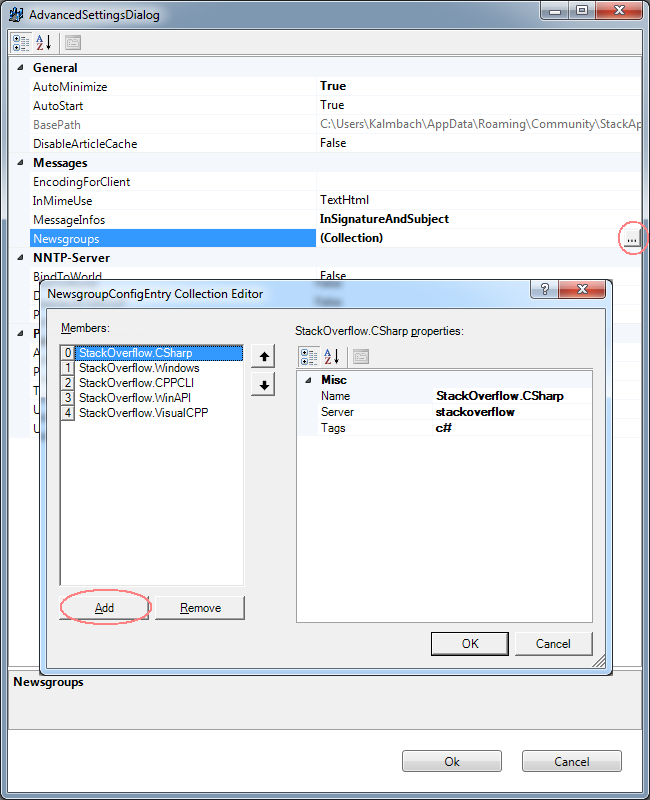 AdvancedSettingsDialog
General
AutoMinimize True
AutoStart True
BasePath C:\Users\Kalmbach\AppData\Roaming\Community\StackAp
DisableArticleCache False
Messages
EncodingForClient
InMimeUse TextHtml
MessageInfos InSignatureAndSubject
Newsgroups (Collection) ...
NNTP-Server
BindToWorld False
NewsgroupConfigEntry Collection Editor ?
Members:
StackOverflow.CSharp properties:
0 StackOverflow.CSharp
1 StackOverflow.Windows
2 StackOverflow.CPPCLI
3 StackOverflow.WinAPI
4 StackOverflow.VisualCPP
Misc
Name StackOverflow.CSharp
Server stackoverflow
Tags c#
Add Remove
OK Cancel
Newsgroups
Ok Cancel